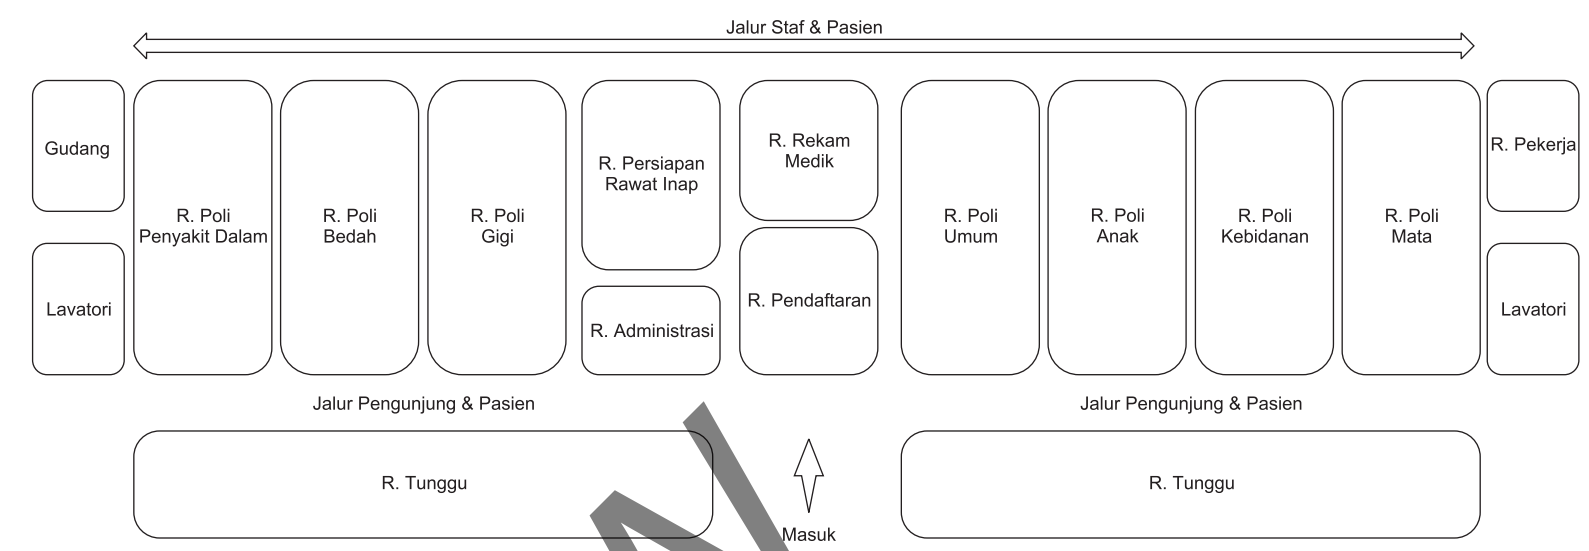 Jalur Staf & Pasien
Gudang
Lavatori
R. Poli
Penyakit Dalam
R. Poli
Bedah
R. Poli
Gigi
R. Persiapan
Rawat Inap
R. Administrasi
R. Rekam
Medik
R. Pendaftaran
R. Poli
Umum
R. Poli
Anak
R. Poli
Kebidanan
R. Poli
Mata
R. Pekerja
Lavatori
Jalur Pengunjung & Pasien
Jalur Pengunjung & Pasien
R. Tunggu
Masuk
R. Tunggu